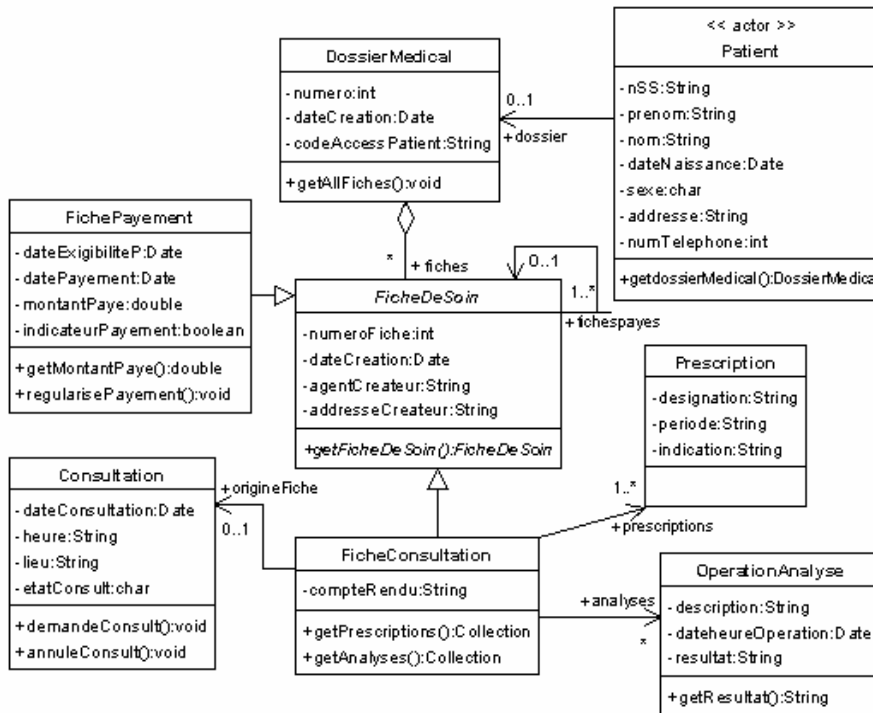 << actor >>
Patient
- nSS:String
- prenom:String
- nom:String
- dateNaissance:Date
- sexe:char
- addresse:String
- numTelephone:int
+getdossierMedical():DossierMedica
DossierMedical
- numero:int
- dateCreation:Date
- codeAccessPatient:String
+getAllFiches():void
0..1
+dossier
FichePayement
- dateExigibiliteP:Date
- datePayement:Date
- montantPaye:double
- indicateurPayement:boolean
+getMontantPaye():double
+regularisePayement():void
*
+ fiches
0..1
1..*
+fichespayes
FicheDeSoin
- numeroFiche:int
- dateCreation:Date
- agentCreateur:String
- addresseCreateur:String
+getFicheDeSoin():FicheDeSoin
Prescription
- designation:String
- periode:String
- indication:String
Consultation
- dateConsultation:Date
- heure:String
- lieu:String
- etatConsult:char
+demandeConsult():void
+annuleConsult():void
+origineFiche
0..1
1..*
+prescriptions
FicheConsultation
- compteRendu:String
+getPrescriptions():Collection
+getAnalyses():Collection
+analyses
*
OperationAnalyse
- description:String
- dateheureOperation:Date
- resultat:String
+getResultat():String